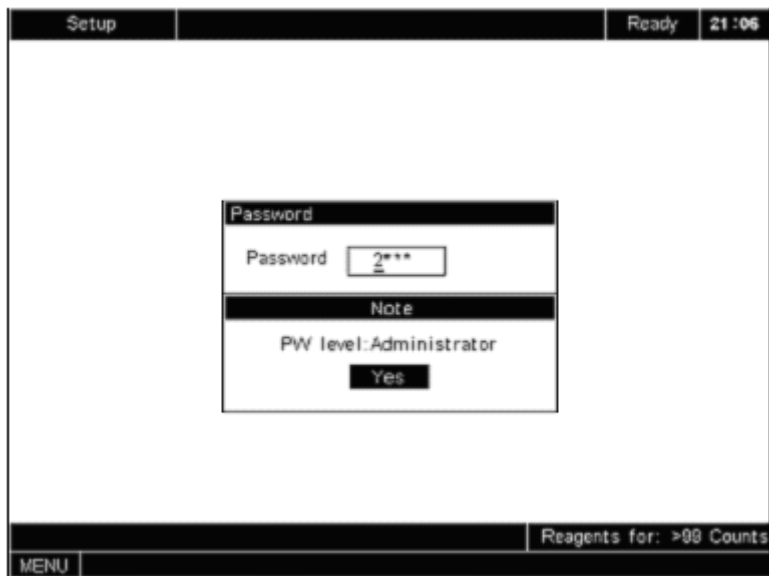 Setup Ready 21:06
Password
Password 2***
Note
PW level:Administrator
Yes
Reagents for: >99 Counts
MENU